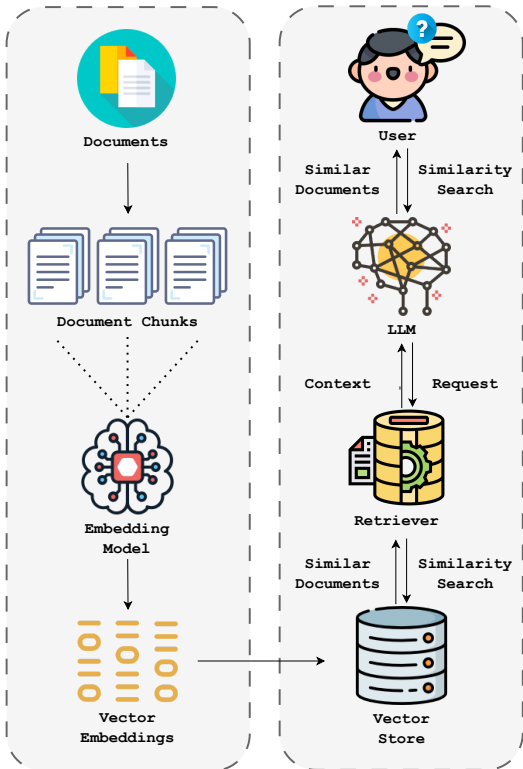 Documents
Document Chunks
Embedding
Model
Vector
Embeddings
?
User
Similar
Documents
Similarity
Search
LLM
Context
Request
Retriever
Similar
Documents
Similarity
Search
Vector
Store